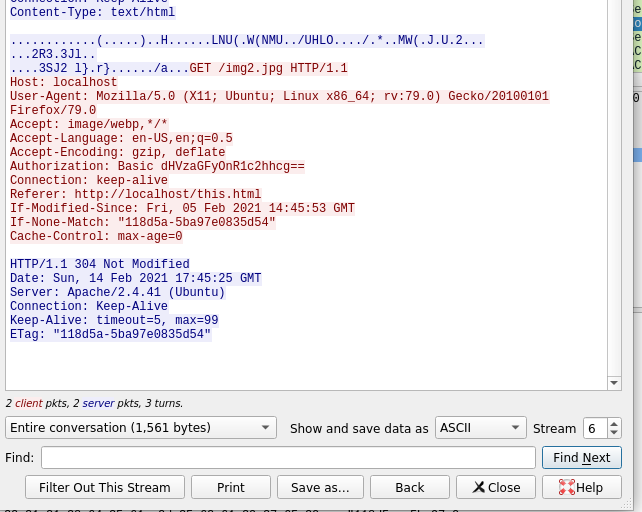 Content-Type: text/html
............(.....)..H......LNU(.W(NMU../UHLO..../.*..MW(.J.U.2...
...2R3.3Jl..
....3SJ2 l}.r}....../a...GET /img2.jpg HTTP/1.1
Host: localhost
User-Agent: Mozilla/5.0 (X11; Ubuntu; Linux x86_64; rv:79.0) Gecko/20100101
Firefox/79.0
Accept: image/webp,*/*
Accept-Language: en-US,en;q=0.5
Accept-Encoding: gzip, deflate
Authorization: Basic dHVzaGFyOnR1c2hhcg==
Connection: keep-alive
Referer: http://localhost/this.html
If-Modified-Since: Fri, 05 Feb 2021 14:45:53 GMT
If-None-Match: "118d5a-5ba97e0835d54"
Cache-Control: max-age=0
HTTP/1.1 304 Not Modified
Date: Sun, 14 Feb 2021 17:45:25 GMT
Server: Apache/2.4.41 (Ubuntu)
Connection: Keep-Alive
Keep-Alive: timeout=5, max=99
ETag: "118d5a-5ba97e0835d54"
2 client pkts, 2 server pkts, 3 turns.
Entire conversation (1,561 bytes) Show and save data as ASCII Stream 6
Find: Find Next
Filter Out This Stream Print Save as... Back Close Help